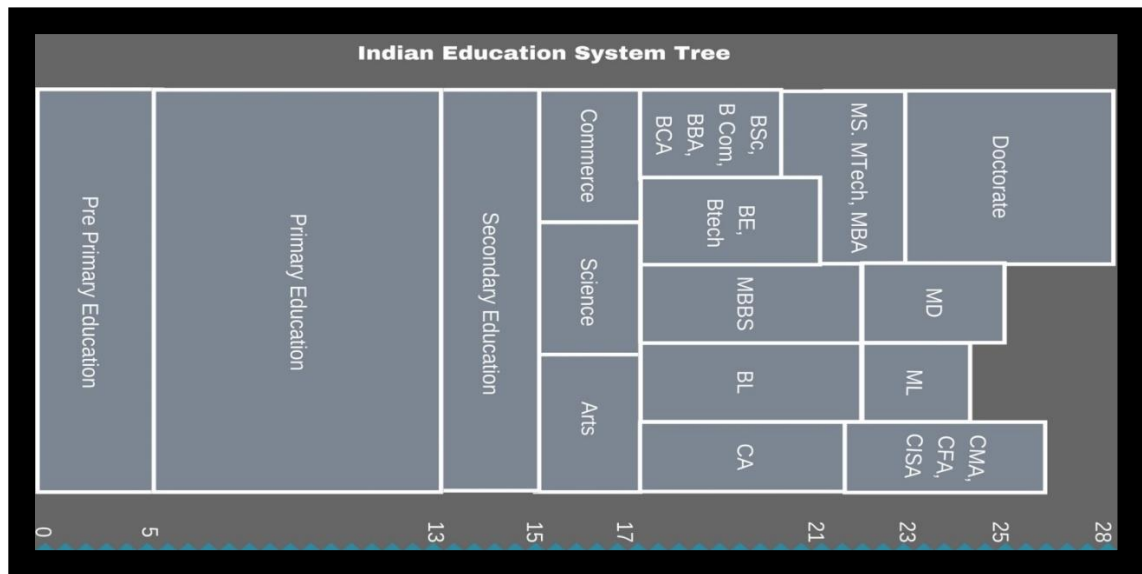 Indian Education System Tree
Pre Primary Education
Primary Education
Secondary Education
Commerce
Science
Arts
BSc,
B Com,
BBA,
BCA
BE,
Btech
MBBS
BL
CA
MS. MTech, MBA
Doctorate
MD
ML
CMA,
CFA,
CISA
0
5
13
15
17
21
23
25
28